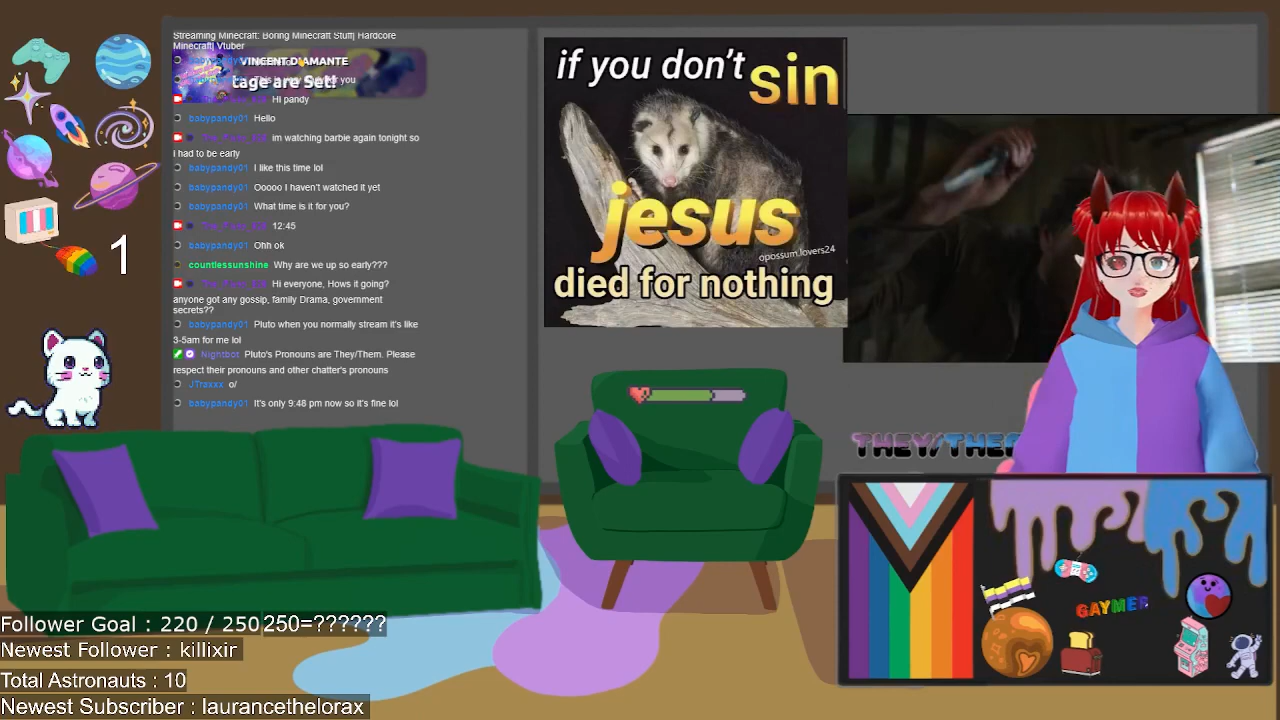 Streaming Minecraft: Boring Minecraft Stuff| Hardcore
Minecraft| Vtuber
VINCENT DIAMANTE
tage are Set!
Hi pandy
babypandy01 Hello
im watching barbie again tonight so
I had to be early
babypandy01 I like this time lol
babypandy01 Ooooo I haven't watched it yet
babypandy01 What time is it for you?
12:45
babypandy01 Ohh ok
countlessunshine Why are we up so early???
Hi everyone, Hows it going?
anyone got any gossip, family Drama, government
secrets??
babypandy01 Pluto when you normally stream it's like
3-5am for me lol
Nightbot Pluto's Pronouns are They/Them. Please
respect their pronouns and other chatter's pronouns
JTraxxx o/
babypandy01 It's only 9:48 pm now so it's fine lol
1
if you don't sin
jesus
opossum.lovers24
died for nothing
GAYMER
Follower Goal : 220 / 250 250=??????
Newest Follower : killixir
Total Astronauts : 10
Newest Subscriber : laurancethelorax